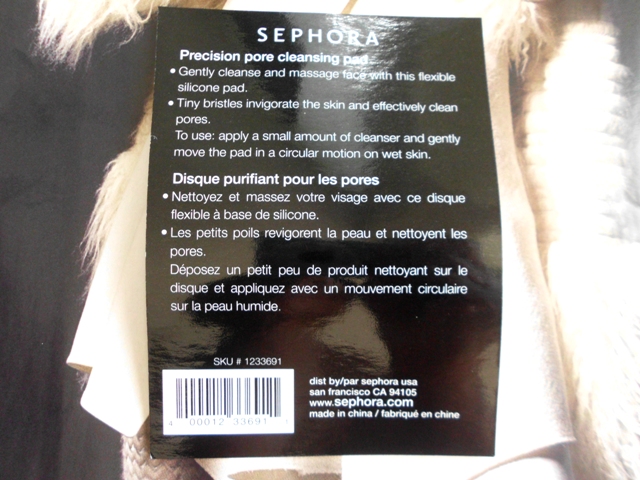 SEPHORA
Precision pore cleansing pad
• Gently cleanse and massage face with this flexible
silicone pad.
• Tiny bristles invigorate the skin and effectively clean
pores.
To use: apply a small amount of cleanser and gently
move the pad in a circular motion on wet skin.
Disque purifiant pour les pores
• Nettoyez et massez votre visage avec ce disque
flexible à base de silicone.
• Les petits poils revigorent la peau et nettoyent les
pores.
Déposez un petit peu de produit nettoyant sur le
disque et appliquez avec un mouvement circulaire
sur la peau humide.
SKU # 1233691
4 00012 33691
dist by/par sephora usa
san francisco CA 94105
www.sephora.com
made in china / fabriqué en chine